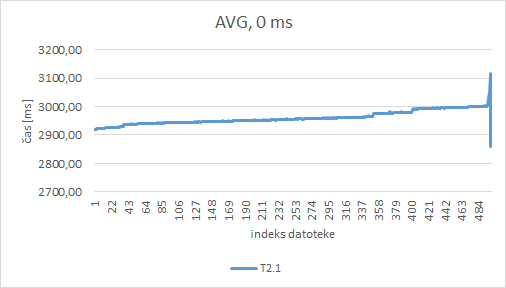 AVG, 0 ms
3200,00
3100,00
3000,00
2900,00
2800,00
2700,00
čas [ms]
1 22 43 64 85 106 127 148 169 190 211 232 253 274 295 316 337 358 379 400 421 442 463 484
indeks datoteke
T2.1